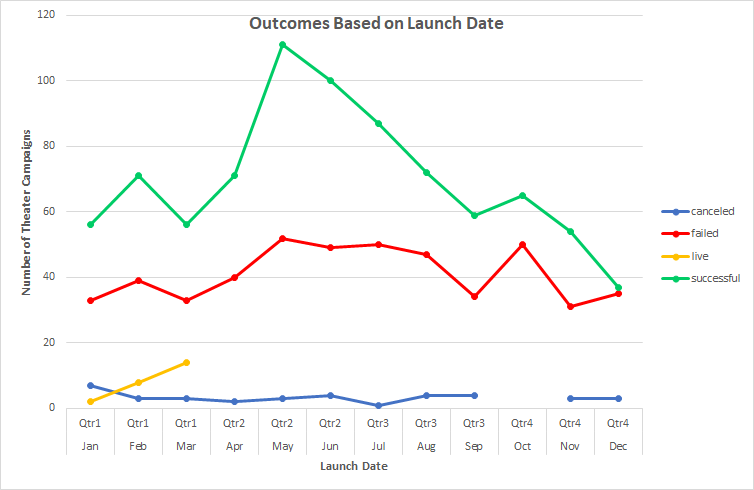 Outcomes Based on Launch Date
120
100
80
60
40
20
0
Number of Theater Campaigns
Qtr1 Qtr1 Qtr1 Qtr2 Qtr2 Qtr2 Qtr3 Qtr3 Qtr3 Qtr4 Qtr4 Qtr4
Jan Feb Mar Apr May Jun Jul Aug Sep Oct Nov Dec
Launch Date
canceled
failed
live
successful